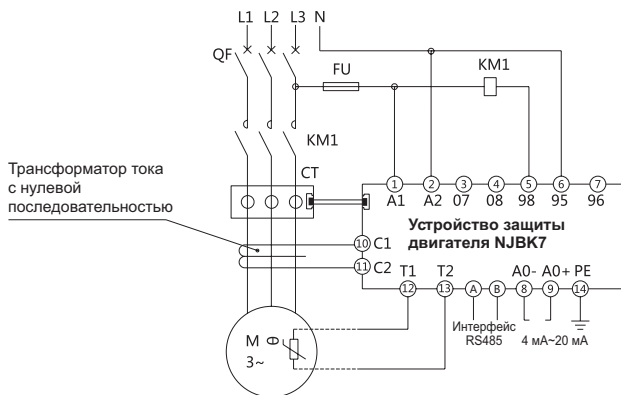 L1 L2 L3 N
QF
FU
KM1
KM1
CT
Трансформатор тока
с нулевой
последовательностью
1 2 3 4 5 6 7
A1 A2 07 08 98 95 96
Устройство защиты
двигателя NJBK7
10 C1
11 C2
T1 T2 A0- A0+ PE
12 13 A B 8 9 14
Интерфейс
RS485
4 мА~20 мА
M
3~